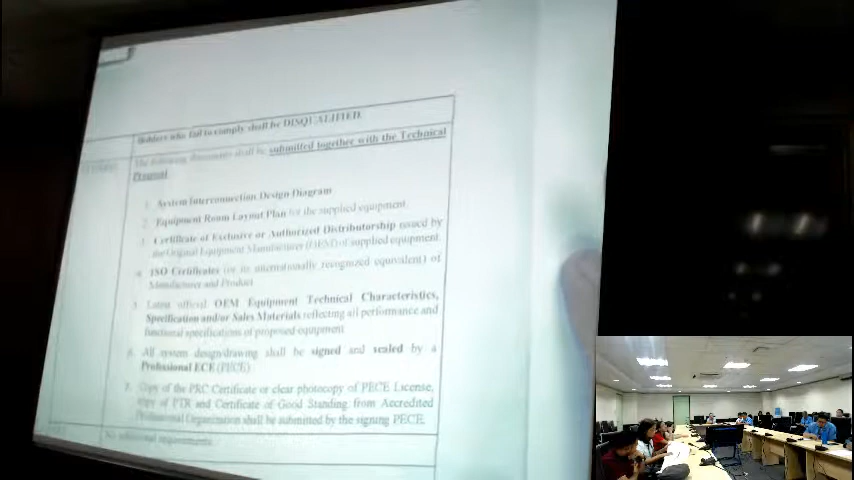 Bidders who fail to comply shall be DISQUALIFIED.
The following documents shall be submitted together with the Technical
Proposal
1. System Interconnection Design Diagram
2. Equipment Room Layout Plan for the supplied equipment.
3. Certificate of Exclusive or Authorized Distributorship issued by
the Original Equipment Manufacturer (OEM) of supplied equipment.
4. ISO Certificates (or its internationally recognized equivalent) of
Manufacturer and Product
5. Latest official OEM Equipment Technical Characteristics,
Specification and/or Sales Materials reflecting all performance and
functional specifications of proposed equipment
6. All system design/drawing shall be signed and sealed by a
Professional ECE (PECE)
7. Copy of the PRC Certificate or clear photocopy of PECE License,
copy of PTR and Certificate of Good Standing from Accredited
Professional Organization shall be submitted by the signing PECE.
No additional requirements